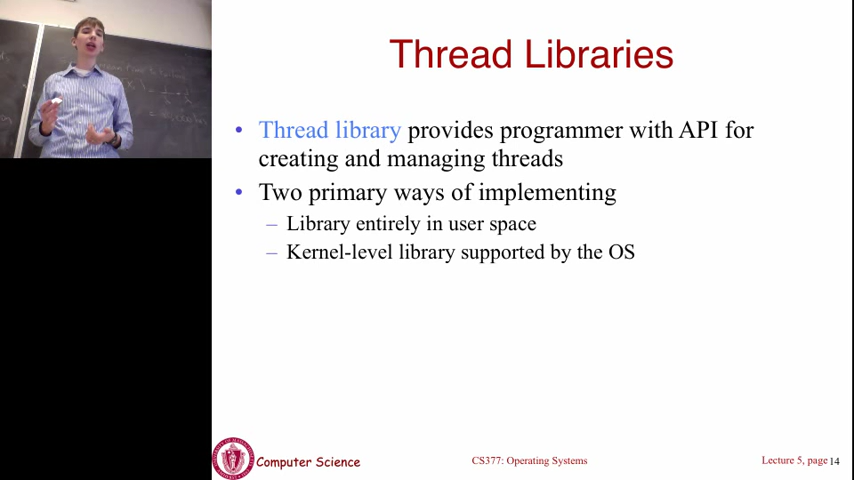 Thread Libraries
• Thread library provides programmer with API for
creating and managing threads
• Two primary ways of implementing
– Library entirely in user space
– Kernel-level library supported by the OS
Computer Science
CS377: Operating Systems
Lecture 5, page 14